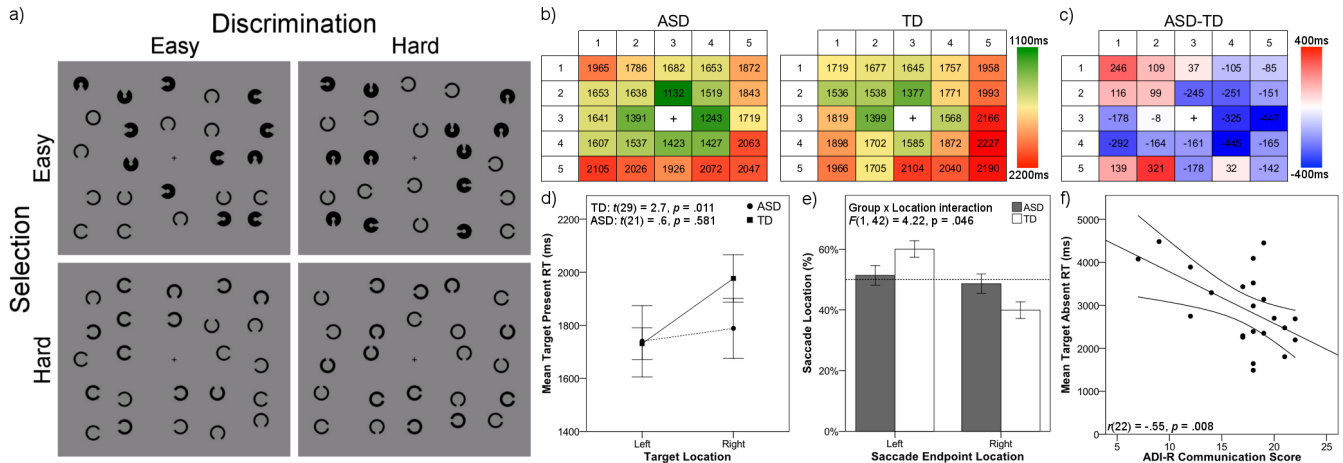 a)
Discrimination
Easy Hard
Selection
Easy
Hard
b)
ASD
1 2 3 4 5
1 1965 1786 1682 1653 1872
2 1653 1638 1132 1519 1843
3 1641 1391 + 1243 1719
4 1607 1537 1423 1427 2063
5 2105 2026 1926 2072 2047
TD
1 2 3 4 5
1 1719 1677 1645 1757 1958
2 1536 1538 1377 1771 1993
3 1819 1399 + 1568 2166
4 1898 1702 1585 1872 2227
5 1966 1702 2104 2040 2190
1100ms
2200ms
c)
ASD-TD
1 2 3 4 5
1 246 109 37 -105 -85
2 116 99 -245 -251 -151
3 -178 -8 + -325 -447
4 -292 -164 -161 -445 -165
5 139 321 -178 32 -142
400ms
-400ms
d)
TD: t(29) = 2.7, p = .011
ASD: t(21) = .6, p = .581
ASD
TD
Mean Target Present RT (ms)
2200
2000
1800
1600
1400
Left Right
Target Location
e)
Group x Location interaction
F(1, 42) = 4.22, p = .046
ASD
TD
Saccade Location (%)
60%
40%
20%
0%
Left Right
Saccade Endpoint Location
f)
Mean Target Absent RT (ms)
5000
4000
3000
2000
1000
0
r(22) = -.55, p = .008
5 10 15 20 25
ADI-R Communication Score